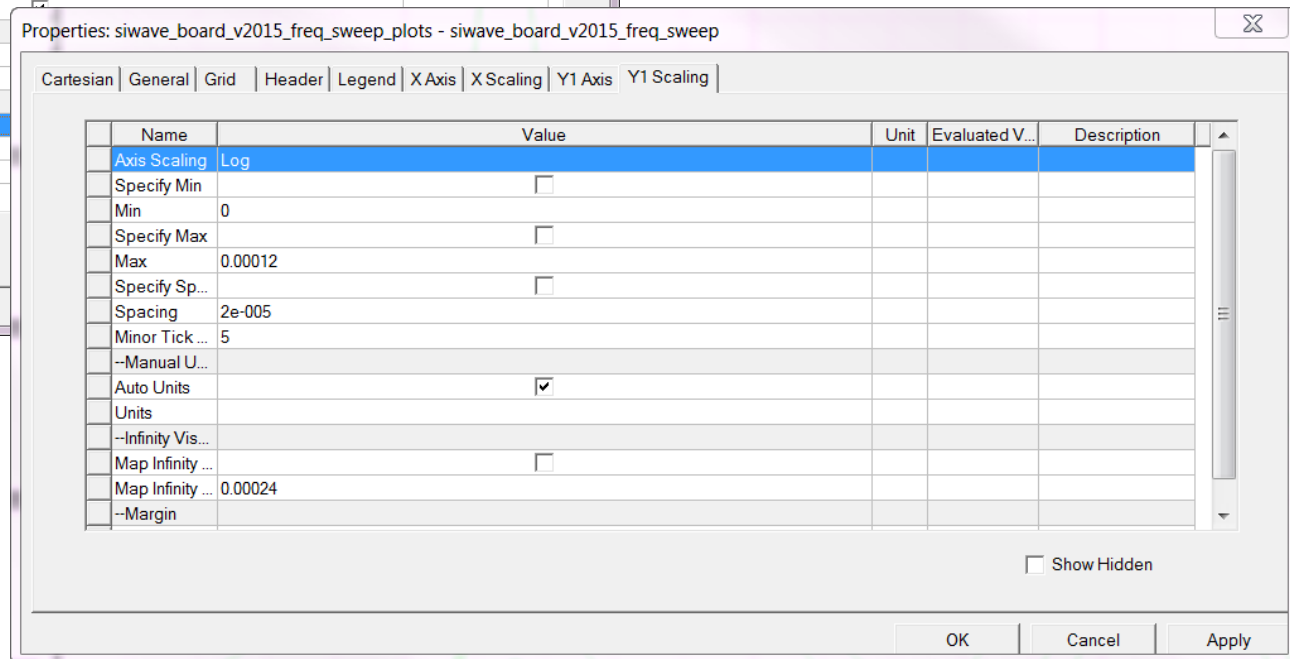 Properties: siwave_board_v2015_freq_sweep_plots - siwave_board_v2015_freq_sweep
Cartesian General Grid Header Legend X Axis X Scaling Y1 Axis Y1 Scaling
Name Value Unit Evaluated V... Description
Axis Scaling Log
Specify Min
Min 0
Specify Max
Max 0.00012
Specify Sp...
Spacing 2e-005
Minor Tick ... 5
--Manual U...
Auto Units
Units
--Infinity Vis...
Map Infinity ...
Map Infinity ... 0.00024
--Margin
Show Hidden
OK Cancel Apply